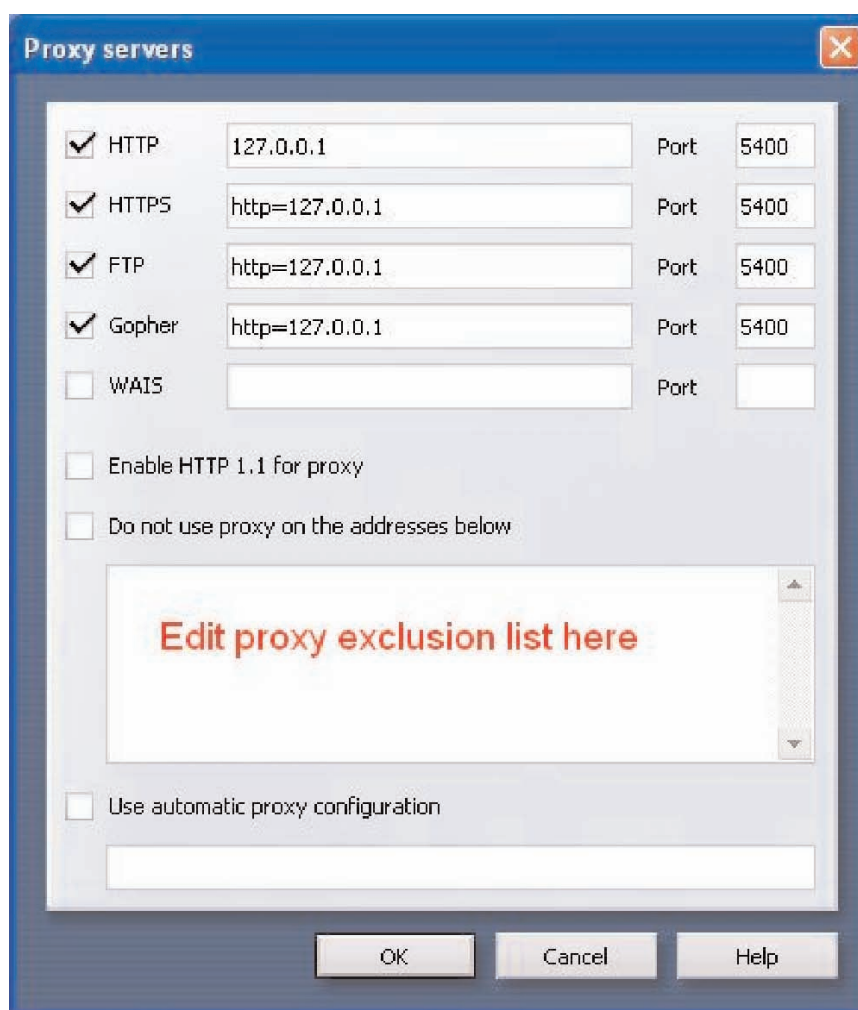 Proxy servers
HTTP 127.0.0.1 Port 5400
HTTPS http=127.0.0.1 Port 5400
FTP http=127.0.0.1 Port 5400
Gopher http=127.0.0.1 Port 5400
WAIS Port
Enable HTTP 1.1 for proxy
Do not use proxy on the addresses below
Edit proxy exclusion list here
Use automatic proxy configuration
OK Cancel Help